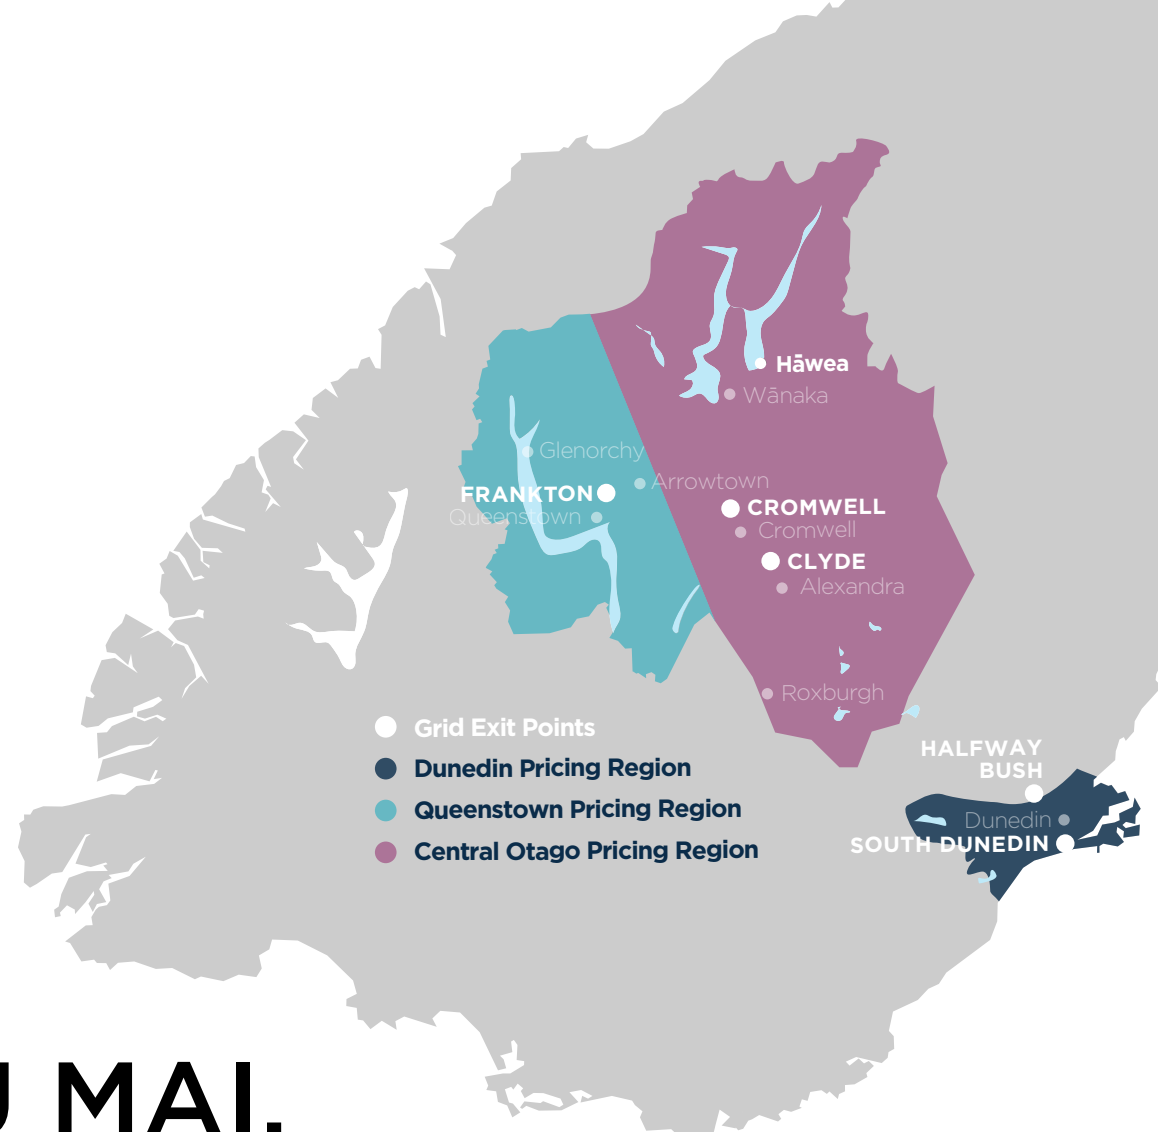 Hāwea
Wānaka
Glenorchy
Arrowtown
FRANKTON
Queenstown
CROMWELL
Cromwell
CLYDE
Alexandra
Roxburgh
Grid Exit Points
Dunedin Pricing Region
Queenstown Pricing Region
Central Otago Pricing Region
HALFWAY
BUSH
Dunedin
SOUTH DUNEDIN
MAI.